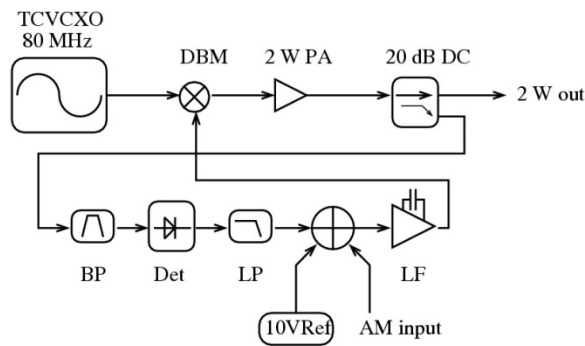 TCVCXO
80 MHz
DBM
2 W PA
20 dB DC
2 W out
BP
Det
LP
LF
10VRef
AM input